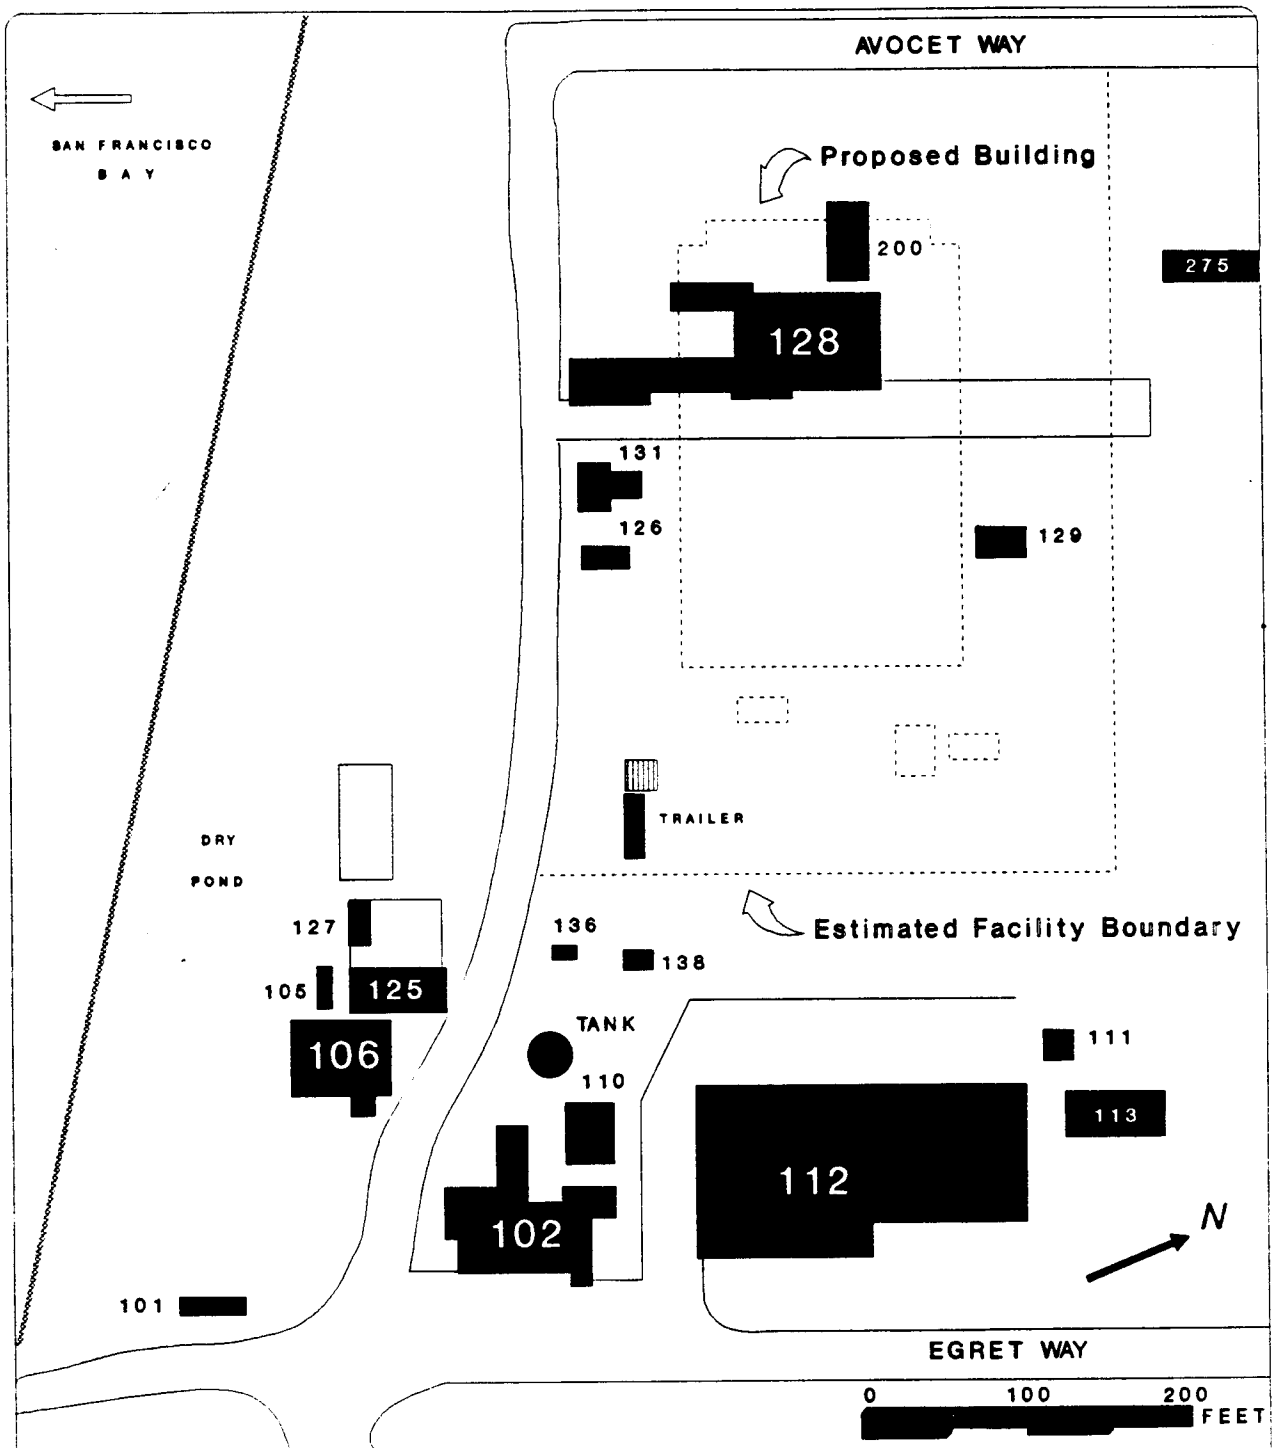 AVOCET WAY
SAN FRANCISCO
BAY
Proposed Building
200
275
128
131
126
129
TRAILER
DRY
POND
127
136
Estimated Facility Boundary
138
105
125
TANK
106
111
110
113
112
N
102
101
EGRET WAY
0 100 200
FEET